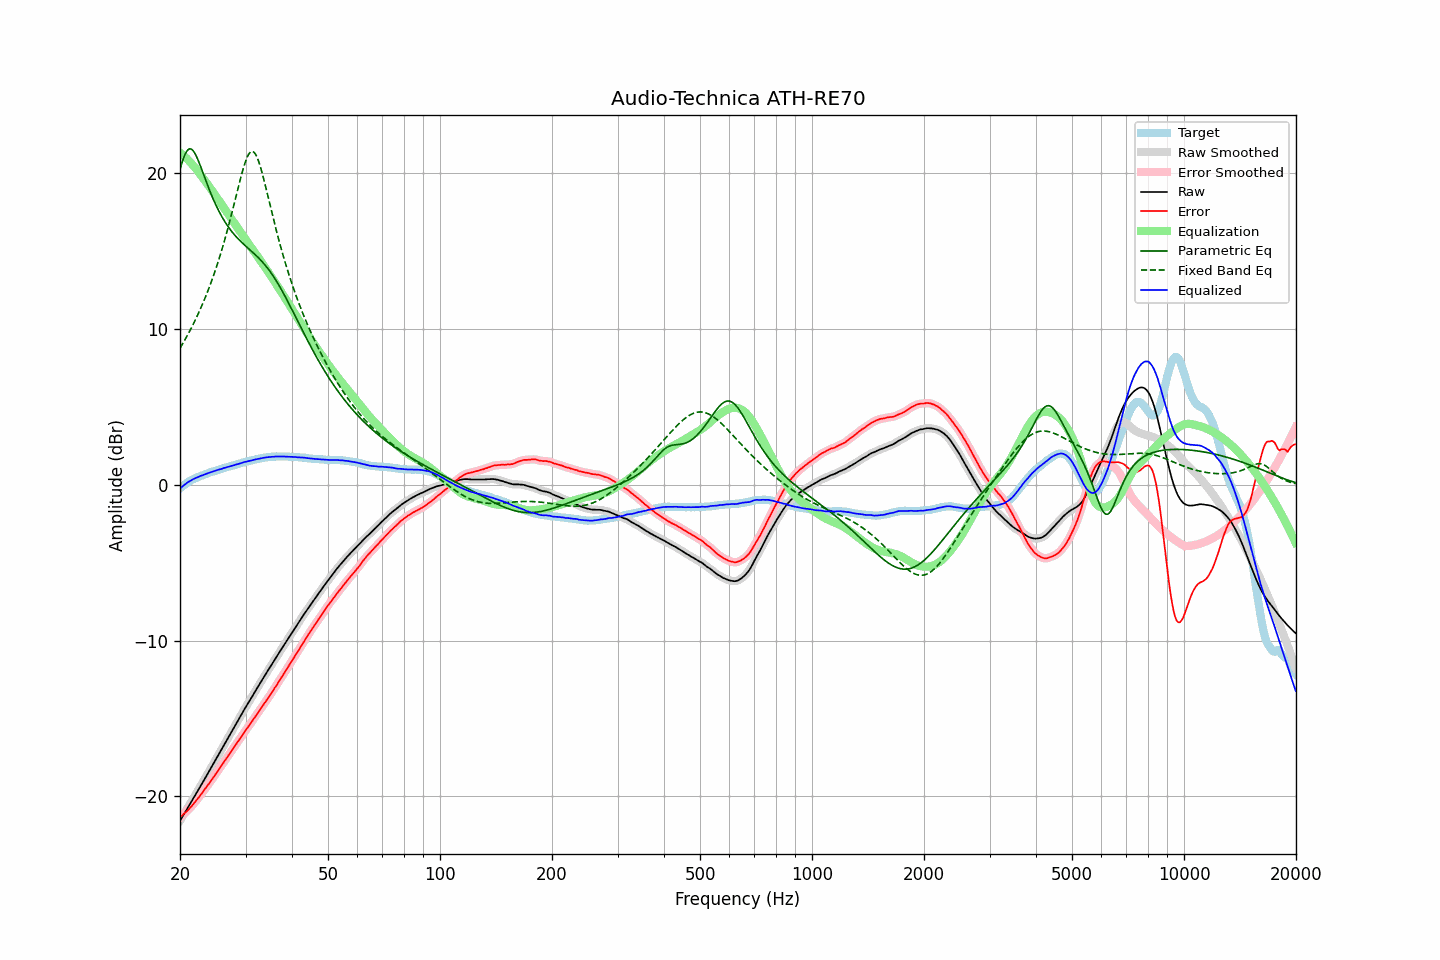 Audio-Technica ATH-RE70
Target
Raw Smoothed
Error Smoothed
Raw
Error
Equalization
Parametric Eq
Fixed Band Eq
Equalized
20
10
0
−10
−20
Amplitude (dBr)
20
50
100
200
500
1000
2000
5000
10000
20000
Frequency (Hz)